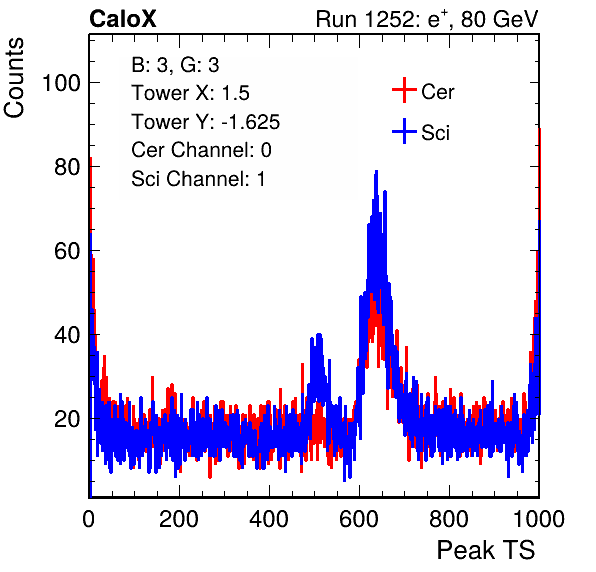 CaloX
Run 1252: e+, 80 GeV
B: 3, G: 3
Tower X: 1.5
Tower Y: -1.625
Cer Channel: 0
Sci Channel: 1
Cer
Sci
Counts
100
80
60
40
20
0
200
400
600
800
1000
Peak TS